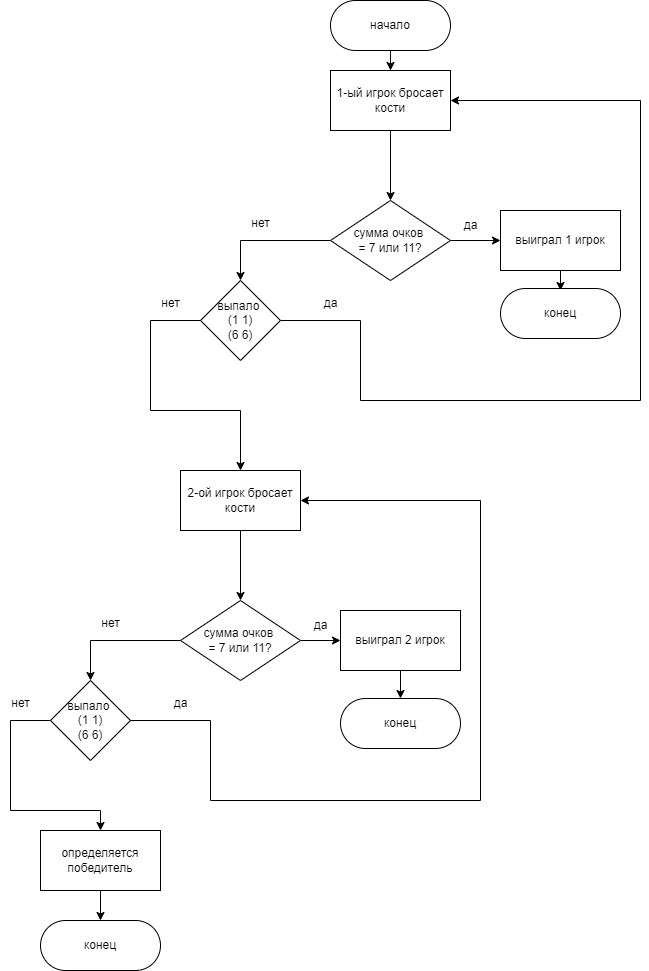 начало
1-ый игрок бросает
кости
сумма очков
= 7 или 11?
нет
да
выиграл 1 игрок
конец
выпало
(1 1)
(6 6)
нет
да
2-ой игрок бросает
кости
сумма очков
= 7 или 11?
нет
да
выиграл 2 игрок
конец
выпало
(1 1)
(6 6)
нет
да
определяется
победитель
конец